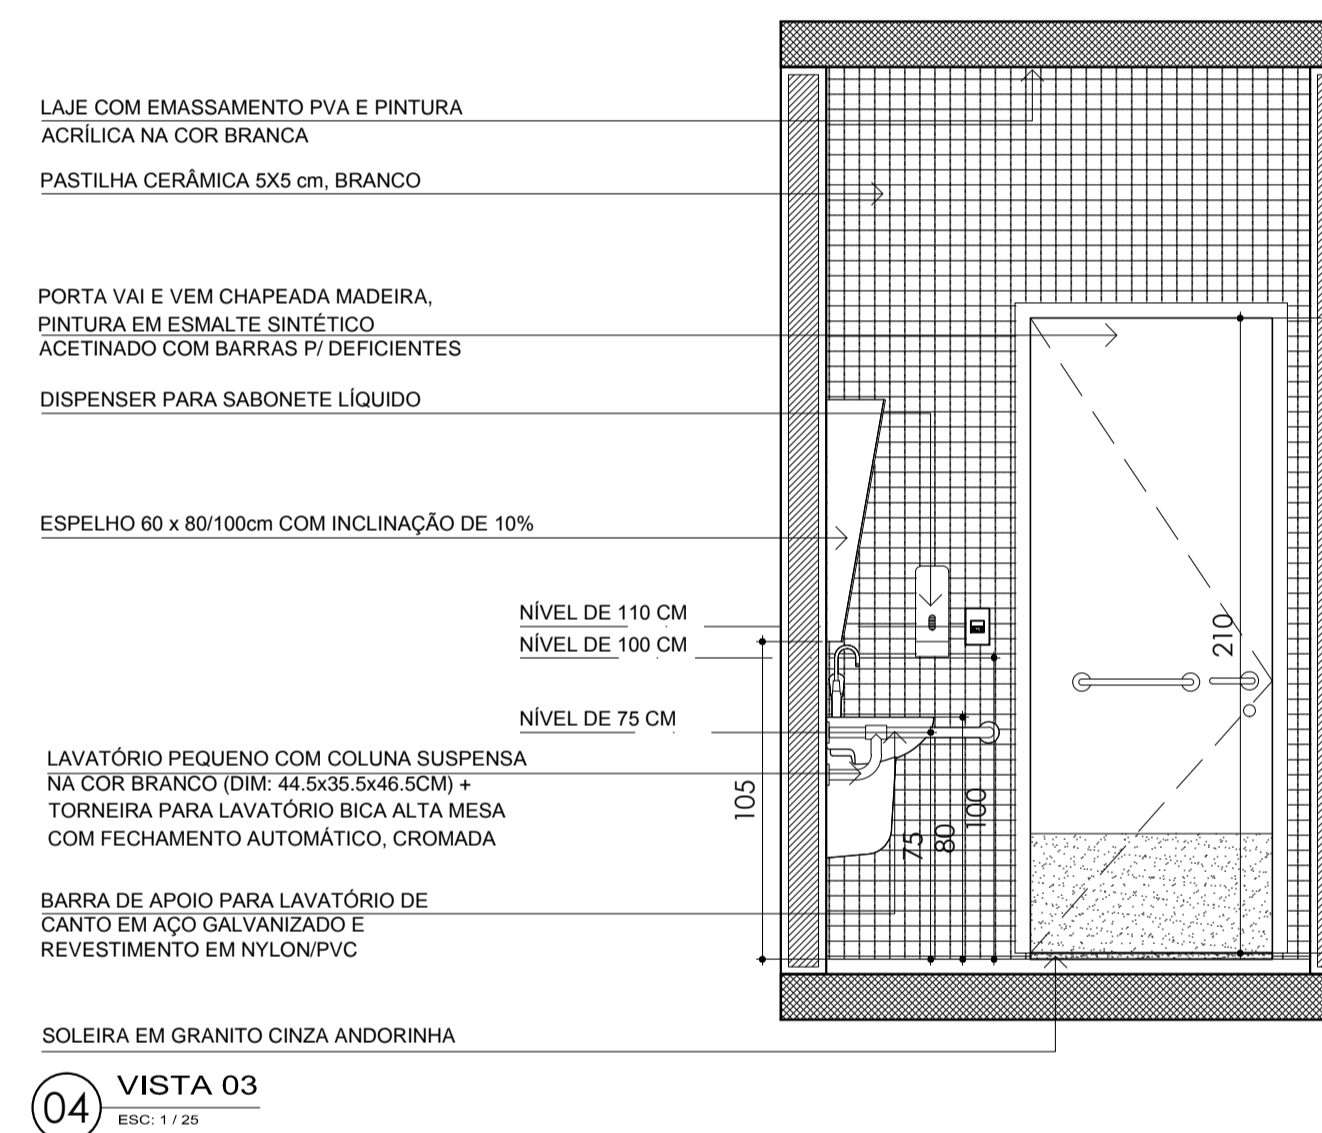 LAJE COM EMASSAMENTO PVA E PINTURA
ACRÍLICA NA COR BRANCA
PASTILHA CERÂMICA 5X5 cm, BRANCO
PORTA VAI E VEM CHAPEADA MADEIRA,
PINTURA EM ESMALTE SINTÉTICO
ACETINADO COM BARRAS P/ DEFICIENTES
DISPENSER PARA SABONETE LÍQUIDO
ESPELHO 60 x 80/100cm COM INCLINAÇÃO DE 10%
NÍVEL DE 110 CM
NÍVEL DE 100 CM
NÍVEL DE 75 CM
LAVATÓRIO PEQUENO COM COLUNA SUSPENSA
NA COR BRANCO (DIM: 44.5x35.5x46.5CM) +
TORNEIRA PARA LAVATÓRIO BICA ALTA MESA
COM FECHAMENTO AUTOMÁTICO, CROMADA
BARRA DE APOIO PARA LAVATÓRIO DE
CANTO EM AÇO GALVANIZADO E
REVESTIMENTO EM NYLON/PVC
SOLEIRA EM GRANITO CINZA ANDORINHA
105
75
80
100
210
04
VISTA 03
ESC: 1 / 25